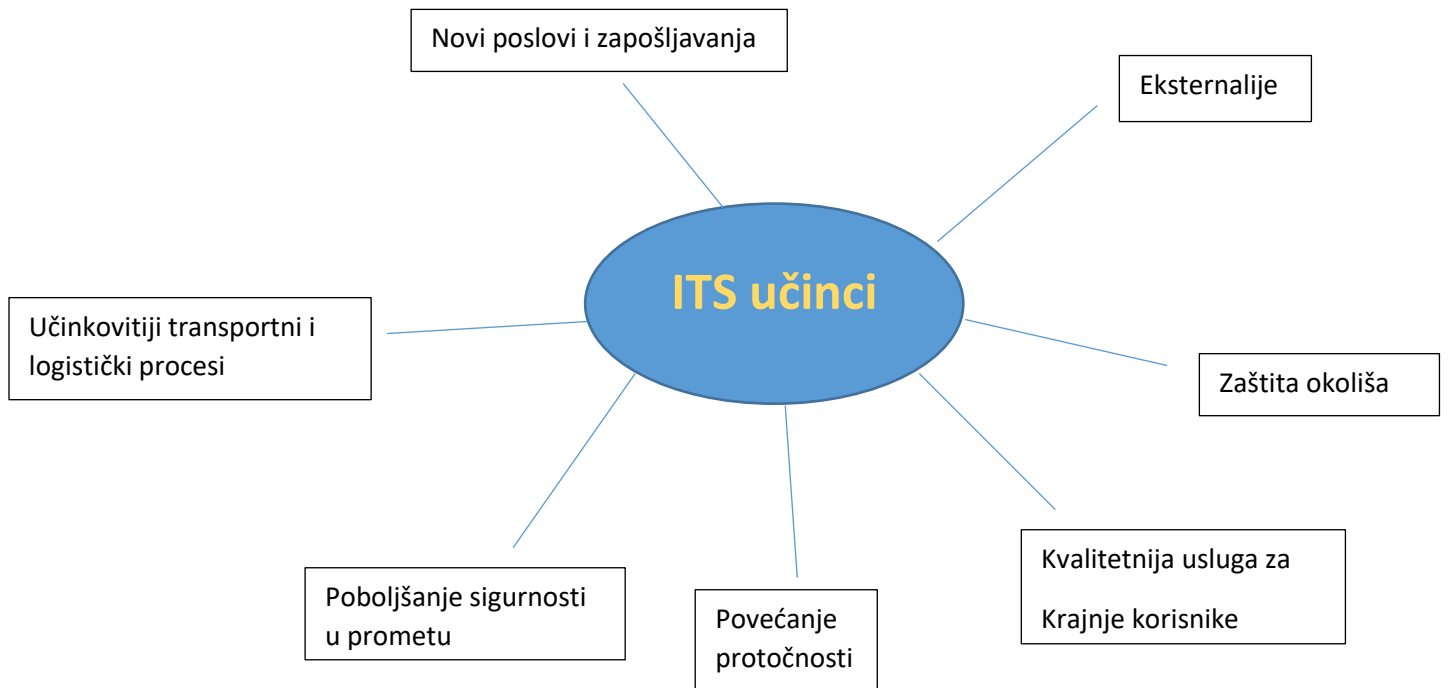 Novi poslovi i zapošljavanja
Eksternalije
ITS učinci
Učinkovitiji transportni i
logistički procesi
Zaštita okoliša
Kvalitetnija usluga za
Krajnje korisnike
Poboljšanje sigurnosti
u prometu
Povećanje
protočnosti